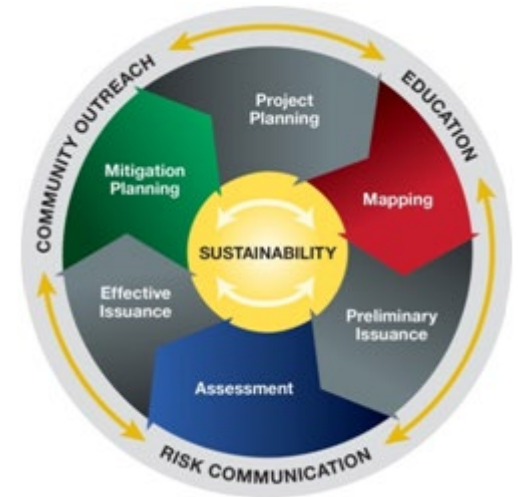 COMMUNITY OUTREACH
EDUCATION
Project
Planning
Mitigation
Planning
Mapping
SUSTAINABILITY
Effective
Issuance
Preliminary
Issuance
Assessment
RISK COMMUNICATION